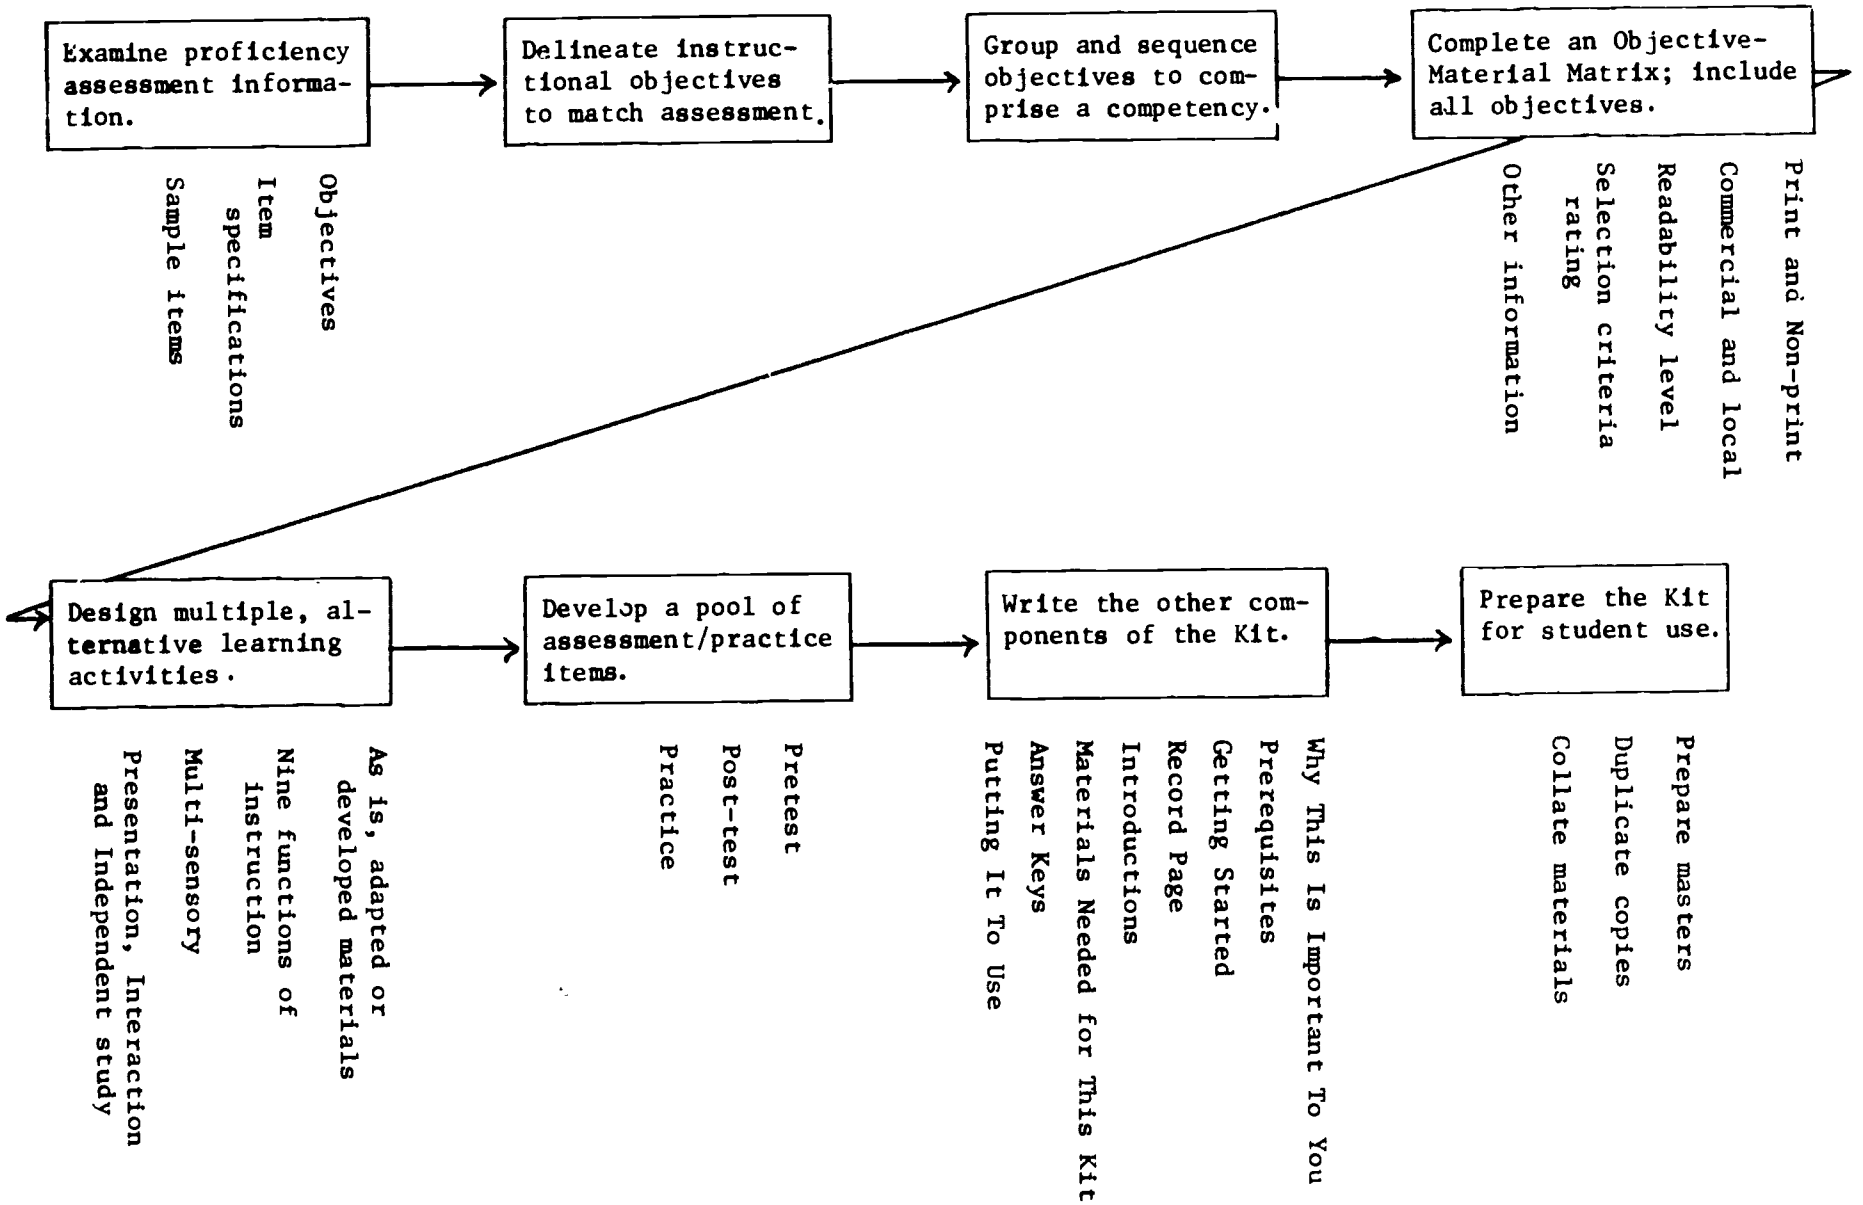 Examine proficiency
assessment informa-
tion.
Objectives
Item
specifications
Sample items
Delineate instruc-
tional objectives
to match assessment.
Group and sequence
objectives to com-
prise a competency.
Complete an Objective-
Material Matrix; include
all objectives.
Print and Non-print
Commercial and local
Readability level
Selection criteria
rating
Other information
Design multiple, al-
ternative learning
activities.
As is, adapted or
developed materials
Nine functions of
instruction
Multi-sensory
Presentation, Interaction
and Independent study
Develop a pool of
assessment/practice
items.
Pretest
Post-test
Practice
Write the other com-
ponents of the Kit.
Why This Is Important To You
Prerequisites
Getting Started
Record Page
Introductions
Materials Needed for This Kit
Answer Keys
Putting It To Use
Prepare the Kit
for student use.
Prepare masters
Duplicate copies
Collate materials